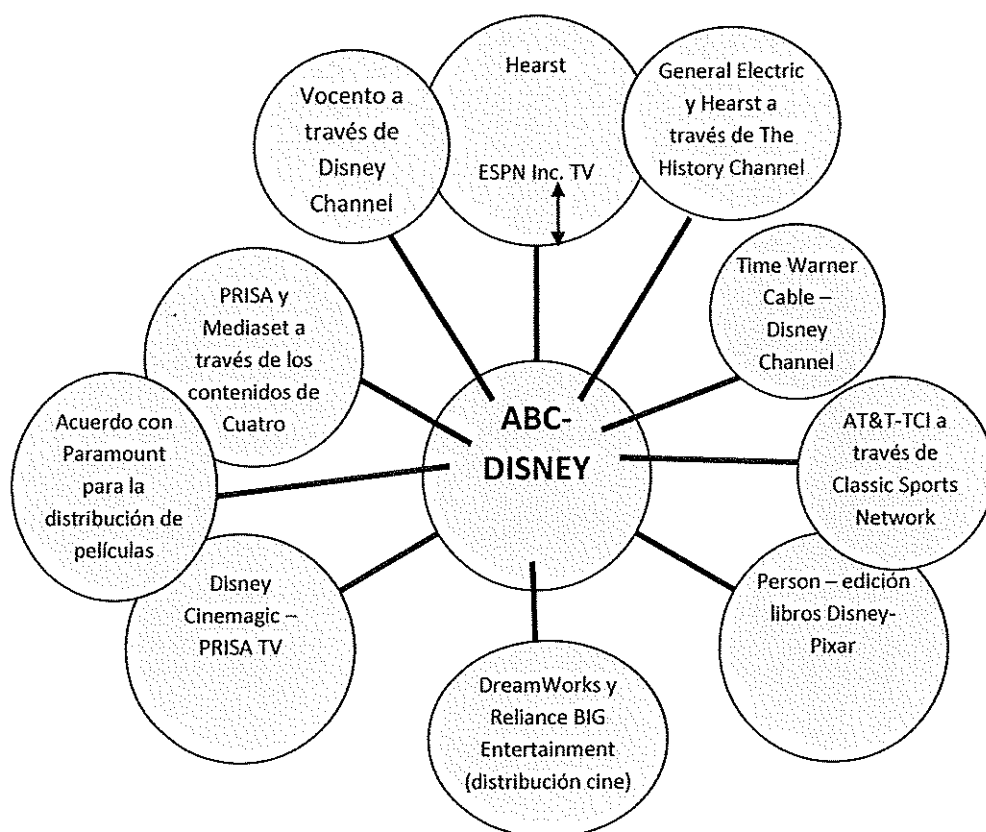 Hearst
ESPN Inc. TV
General Electric
y Hearst a
través de The
History Channel
Vocento a
través de
Disney
Channel
Time Warner
Cable –
Disney
Channel
PRISA y
Mediaset a
través de los
contenidos de
Cuatro
ABC-
DISNEY
AT&T-TCI a
través de
Classic Sports
Network
Acuerdo con
Paramount
para la
distribución de
películas
Person – edición
libros Disney-
Pixar
Disney
Cinemagic –
PRISA TV
DreamWorks y
Reliance BIG
Entertainment
(distribución cine)